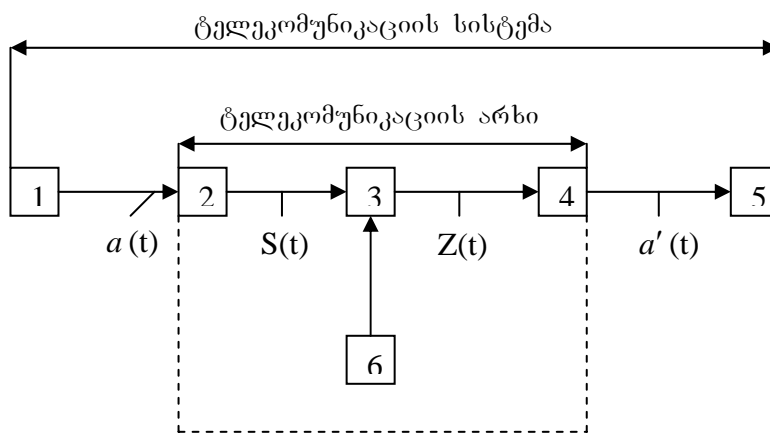 ტელეკომუნიკაციის სისტემა
ტელეკომუნიკაციის არხი
1 2 3 4 5
a (t) S(t) Z(t) a′ (t)
6